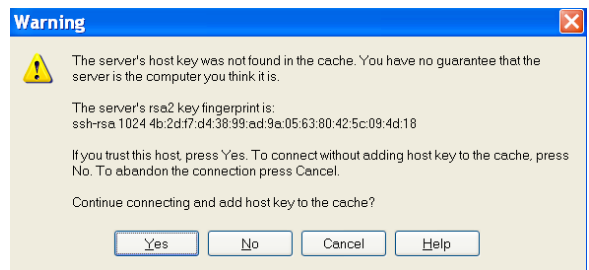 Warning
The server's host key was not found in the cache. You have no guarantee that the
server is the computer you think it is.
The server's rsa2 key fingerprint is:
ssh-rsa 1024 4b:2d:f7:d4:38:99:ad:9a:05:63:80:42:5c:09:4d:18
If you trust this host, press Yes. To connect without adding host key to the cache, press
No. To abandon the connection press Cancel.
Continue connecting and add host key to the cache?
Yes No Cancel Help